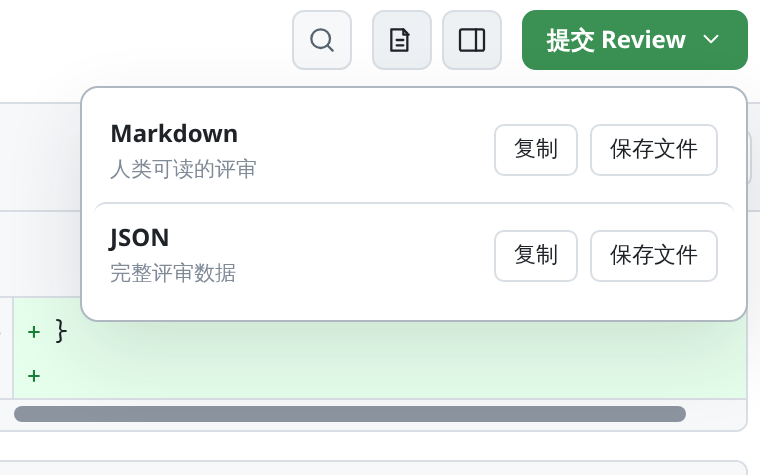 提交 Review
Markdown
人类可读的评审
复制
保存文件
JSON
完整评审数据
复制
保存文件
+ }
+